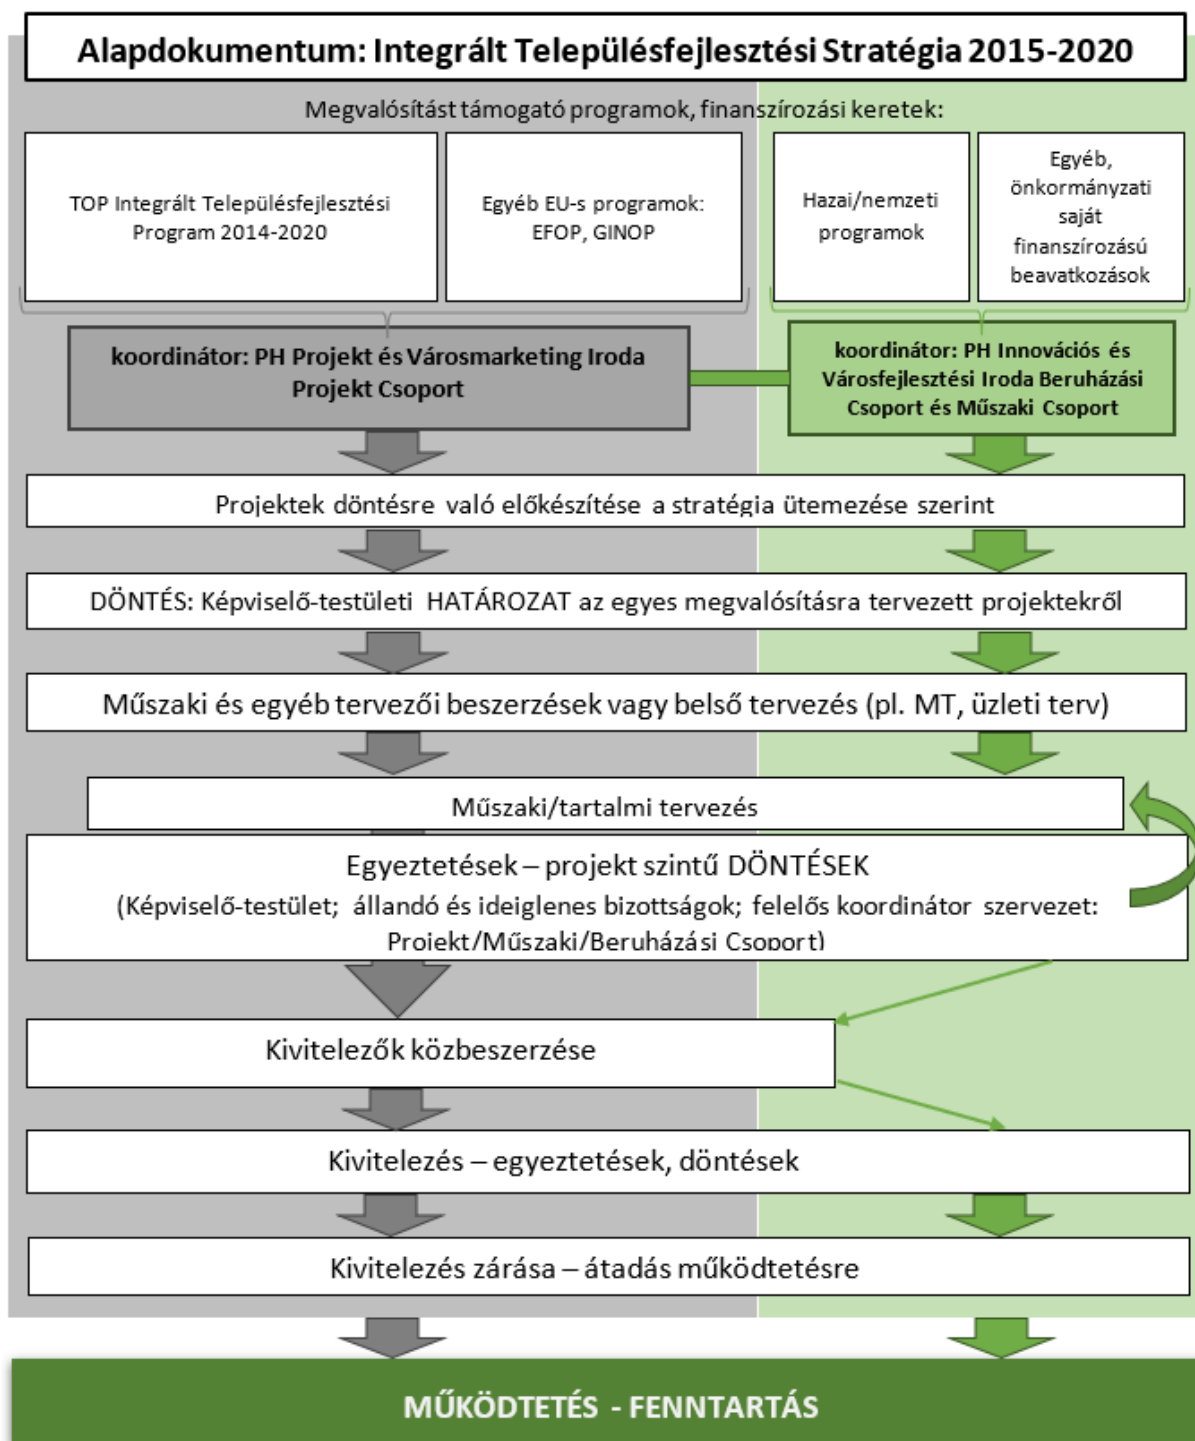 Alapdokumentum: Integrált Településfejlesztési Stratégia 2015-2020
Megvalósítást támogató programok, finanszírozási keretek:
TOP Integrált Településfejlesztési
Program 2014-2020
Egyéb EU-s programok:
EFOP, GINOP
Hazai/nemzeti
programok
Egyéb,
önkormányzati
saját
finanszírozású
beavatkozások
koordinátor: PH Projekt és Városmarketing Iroda
Projekt Csoport
koordinátor: PH Innovációs és
Városfejlesztési Iroda Beruházási
Csoport és Műszaki Csoport
Projektek döntésre való előkészítése a stratégia ütemezése szerint
DÖNTÉS: Képviselő-testületi HATÁROZAT az egyes megvalósításra tervezett projektekről
Műszaki és egyéb tervezői beszerzések vagy belső tervezés (pl. MT, üzleti terv)
Műszaki/tartalmi tervezés
Egyeztetések – projekt szintű DÖNTÉSEK
(Képviselő-testület; állandó és ideiglenes bizottságok; felelős koordinátor szervezet:
Projekt/Műszaki/Beruházási Csoport)
Kivitelezők közbeszerzése
Kivitelezés – egyeztetések, döntések
Kivitelezés zárása – átadás működtetésre
MŰKÖDTETÉS - FENNTARTÁS